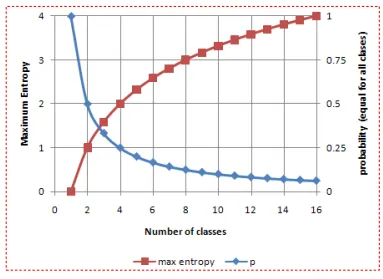 4
3
2
1
0
Maximum Entropy
1
0.75
0.5
0.25
0
probability (equal for all clases)
0 2 4 6 8 10 12 14 16
Number of classes
max entropy p